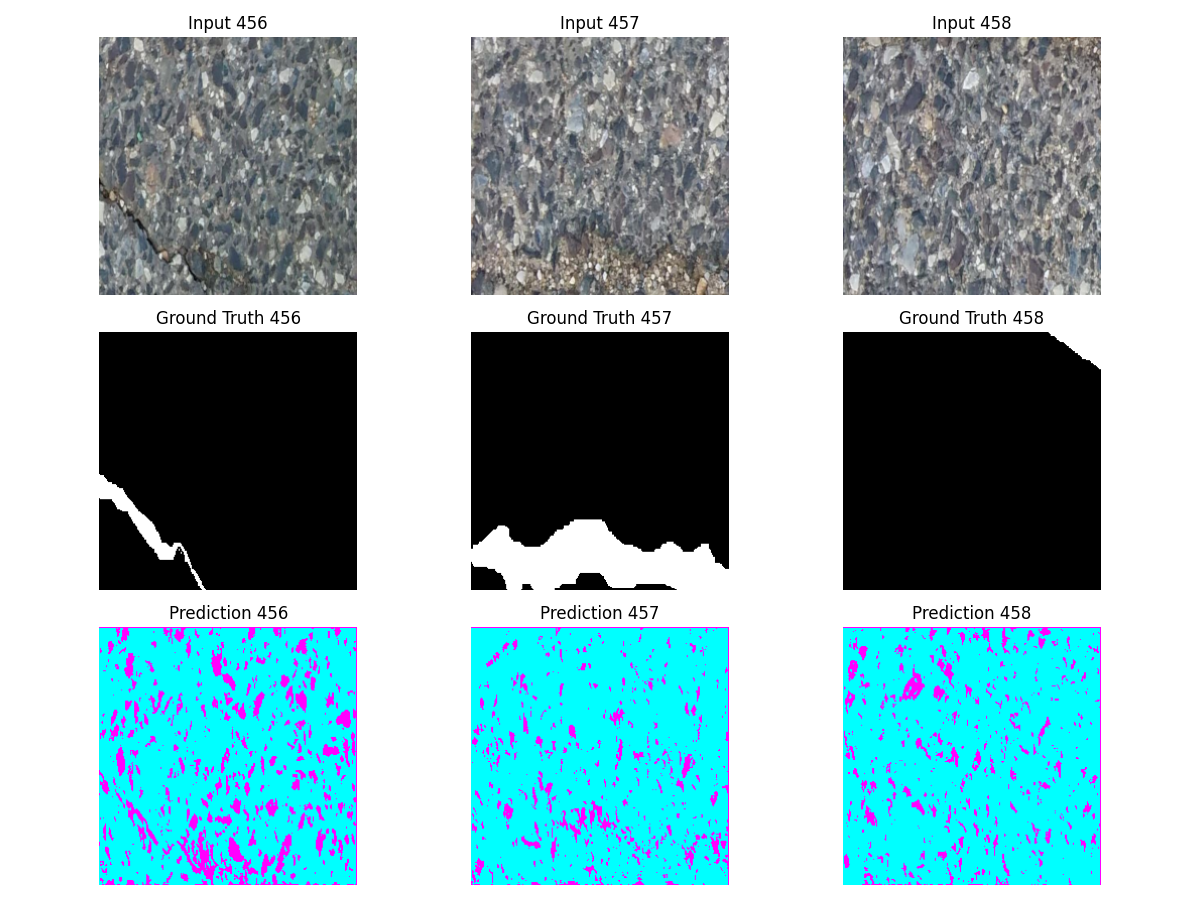 Input 456
Input 457
Input 458
Ground Truth 456
Ground Truth 457
Ground Truth 458
Prediction 456
Prediction 457
Prediction 458